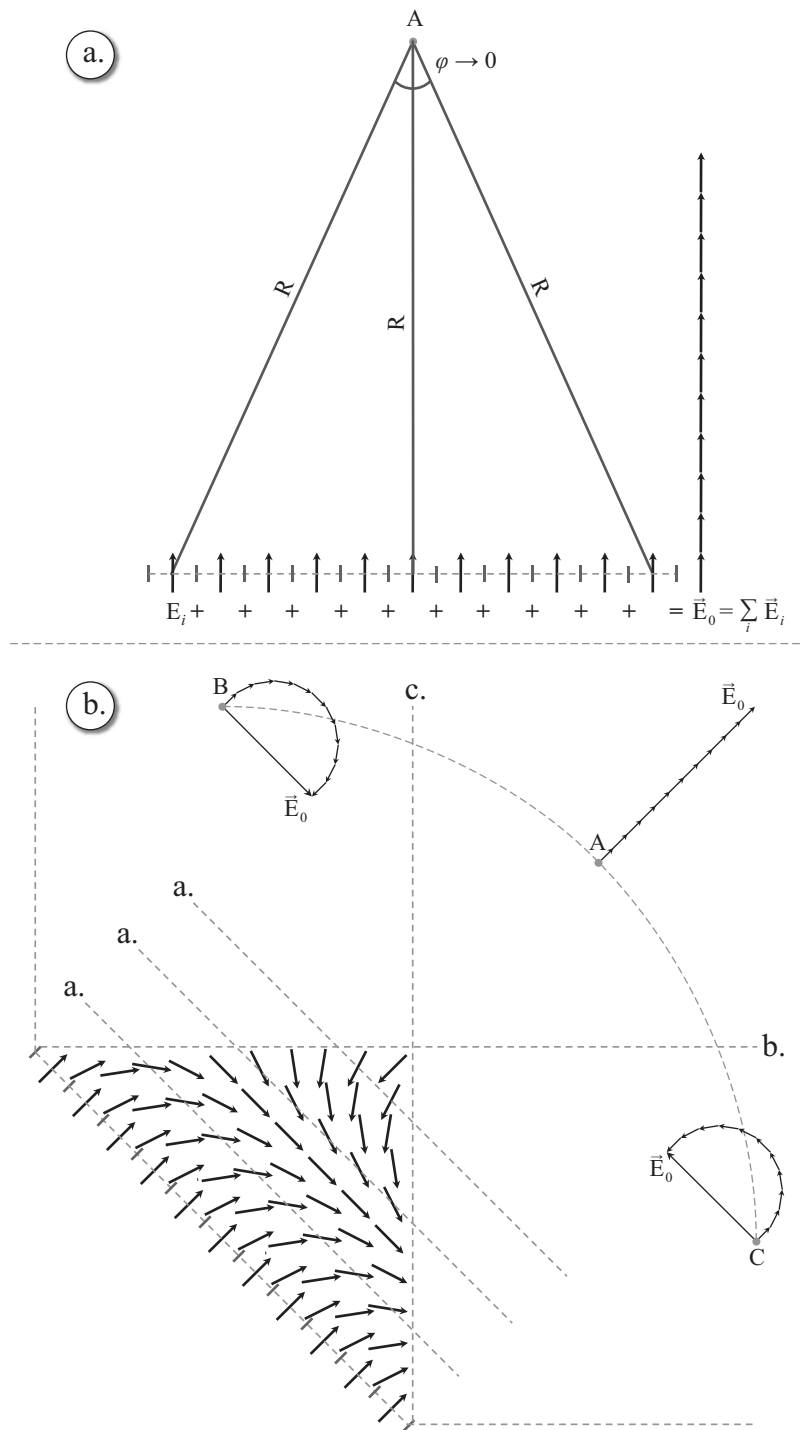 A
a.
φ → 0
R
R
R
E_i + + + + + + + + + + = E⃗_0 = ∑_i E⃗_i
b.
B
c.
E⃗_0
E⃗_0
A
a.
a.
a.
b.
E⃗_0
C